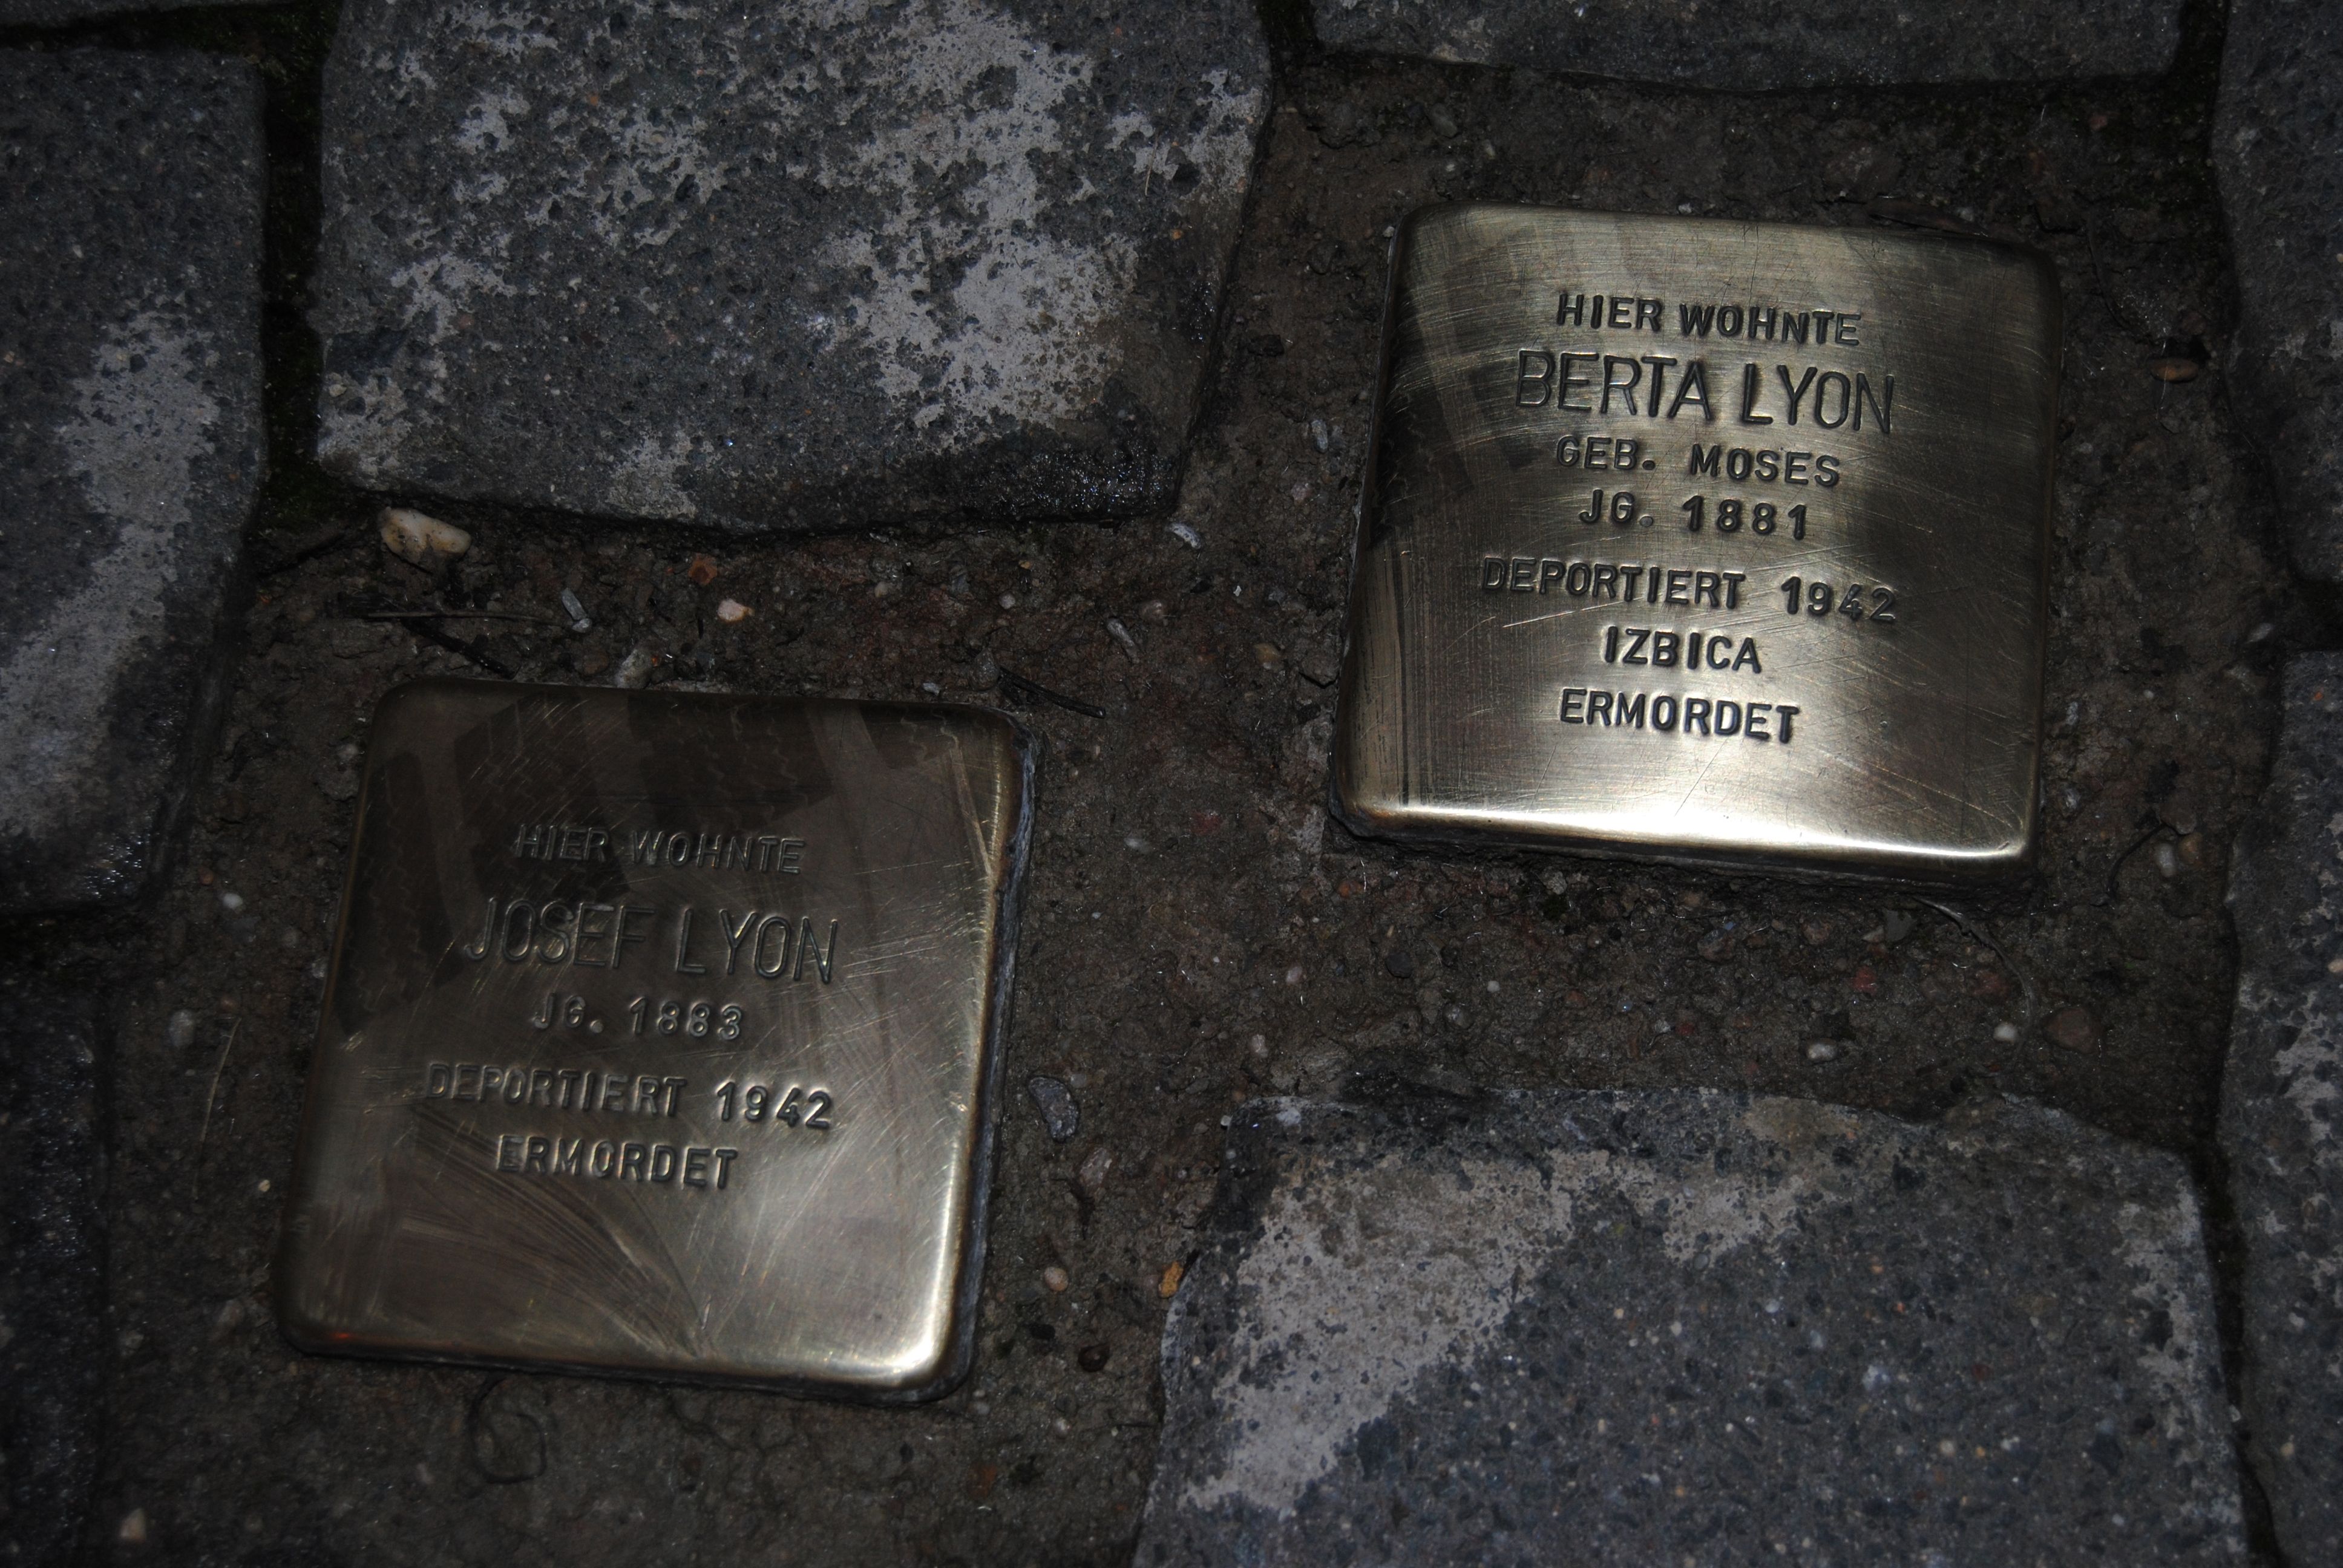 HIER WOHNTE
JOSEF LYON
JG. 1883
DEPORTIERT 1942
ERMORDET
HIER WOHNTE
BERTA LYON
GEB. MOSES
JG. 1881
DEPORTIERT 1942
IZBICA
ERMORDET